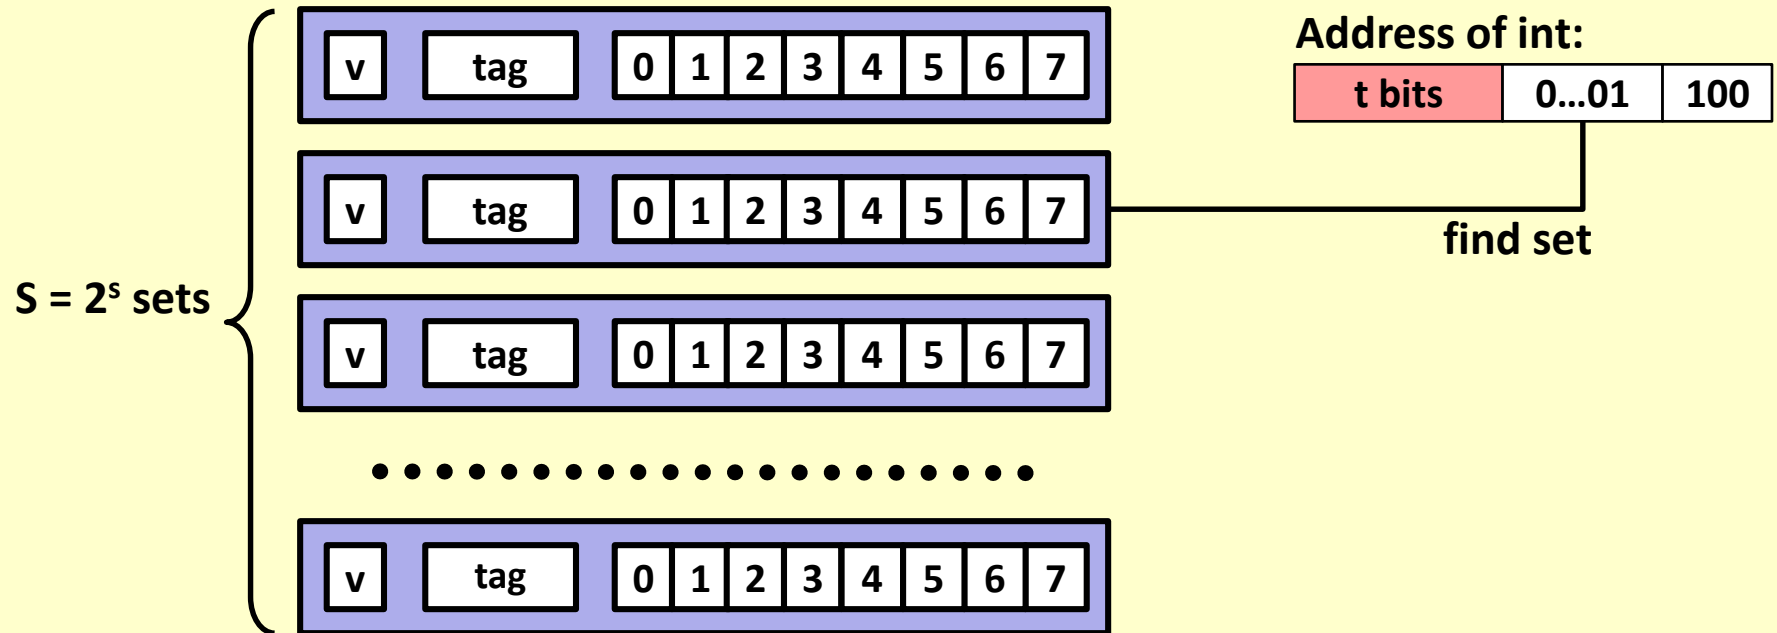 v tag 0 1 2 3 4 5 6 7
Address of int:
t bits 0...01 100
v tag 0 1 2 3 4 5 6 7
find set
S = 2ˢ sets
v tag 0 1 2 3 4 5 6 7
v tag 0 1 2 3 4 5 6 7